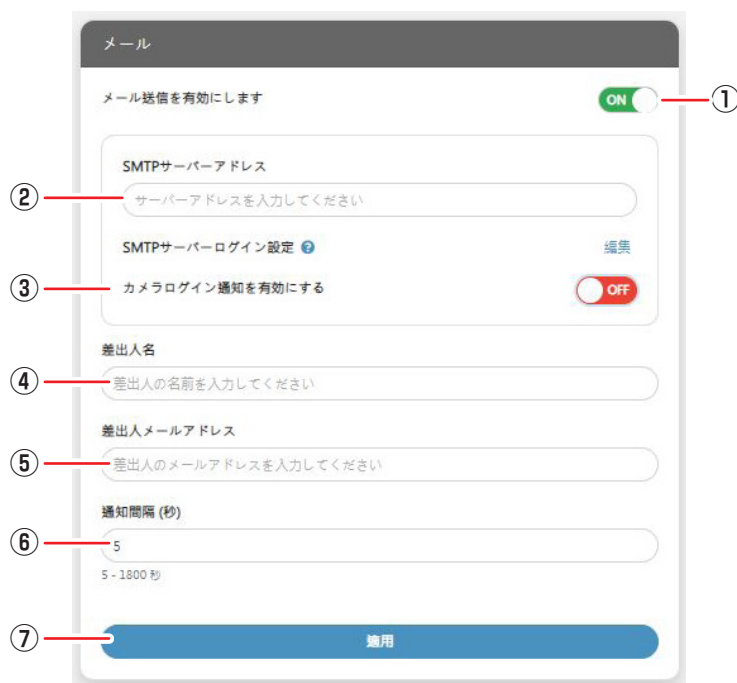 メール
メール送信を有効にします
ON
①
SMTPサーバーアドレス
②
サーバーアドレスを入力してください
SMTPサーバーログイン設定 ?
編集
③
カメラログイン通知を有効にする
OFF
差出人名
④
差出人の名前を入力してください
差出人メールアドレス
⑤
差出人のメールアドレスを入力してください
通知間隔 (秒)
⑥
5
5 - 1800 秒
⑦
適用